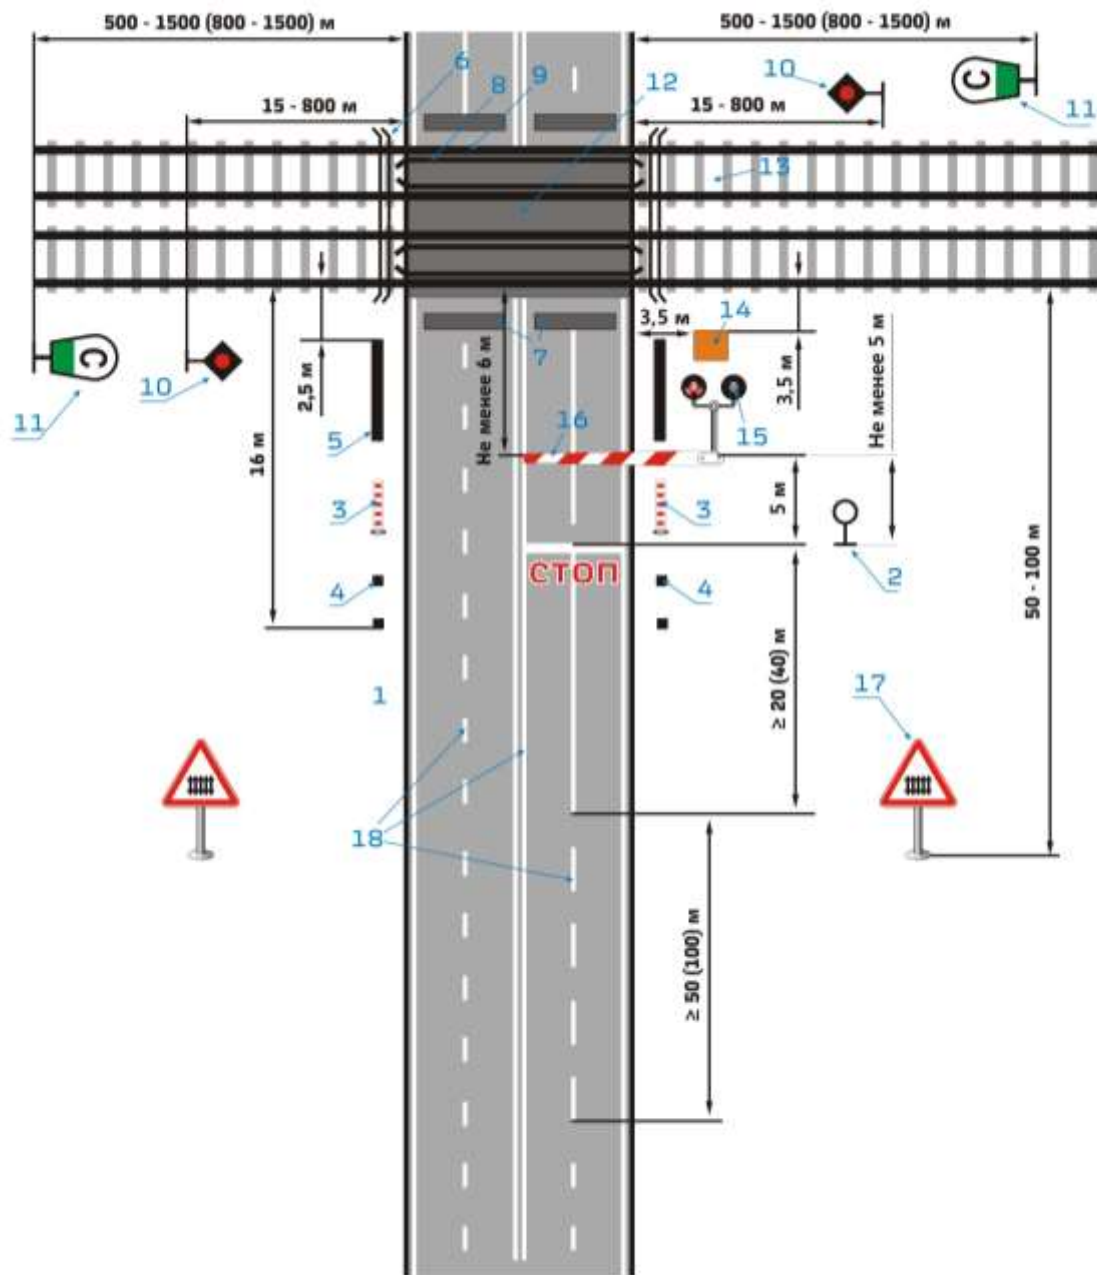 500 - 1500 (800 - 1500) м
500 - 1500 (800 - 1500) м
6
8
9
12
10
С
11
15 - 800 м
15 - 800 м
13
3,5 м
14
7
Не менее 6 м
2,5 м
3,5 м
Не менее 5 м
С
11
10
5
16
15
16 м
3
3
5 м
2
СТОП
4
4
50 - 100 м
≥ 20 (40) м
1
17
18
≥ 50 (100) м